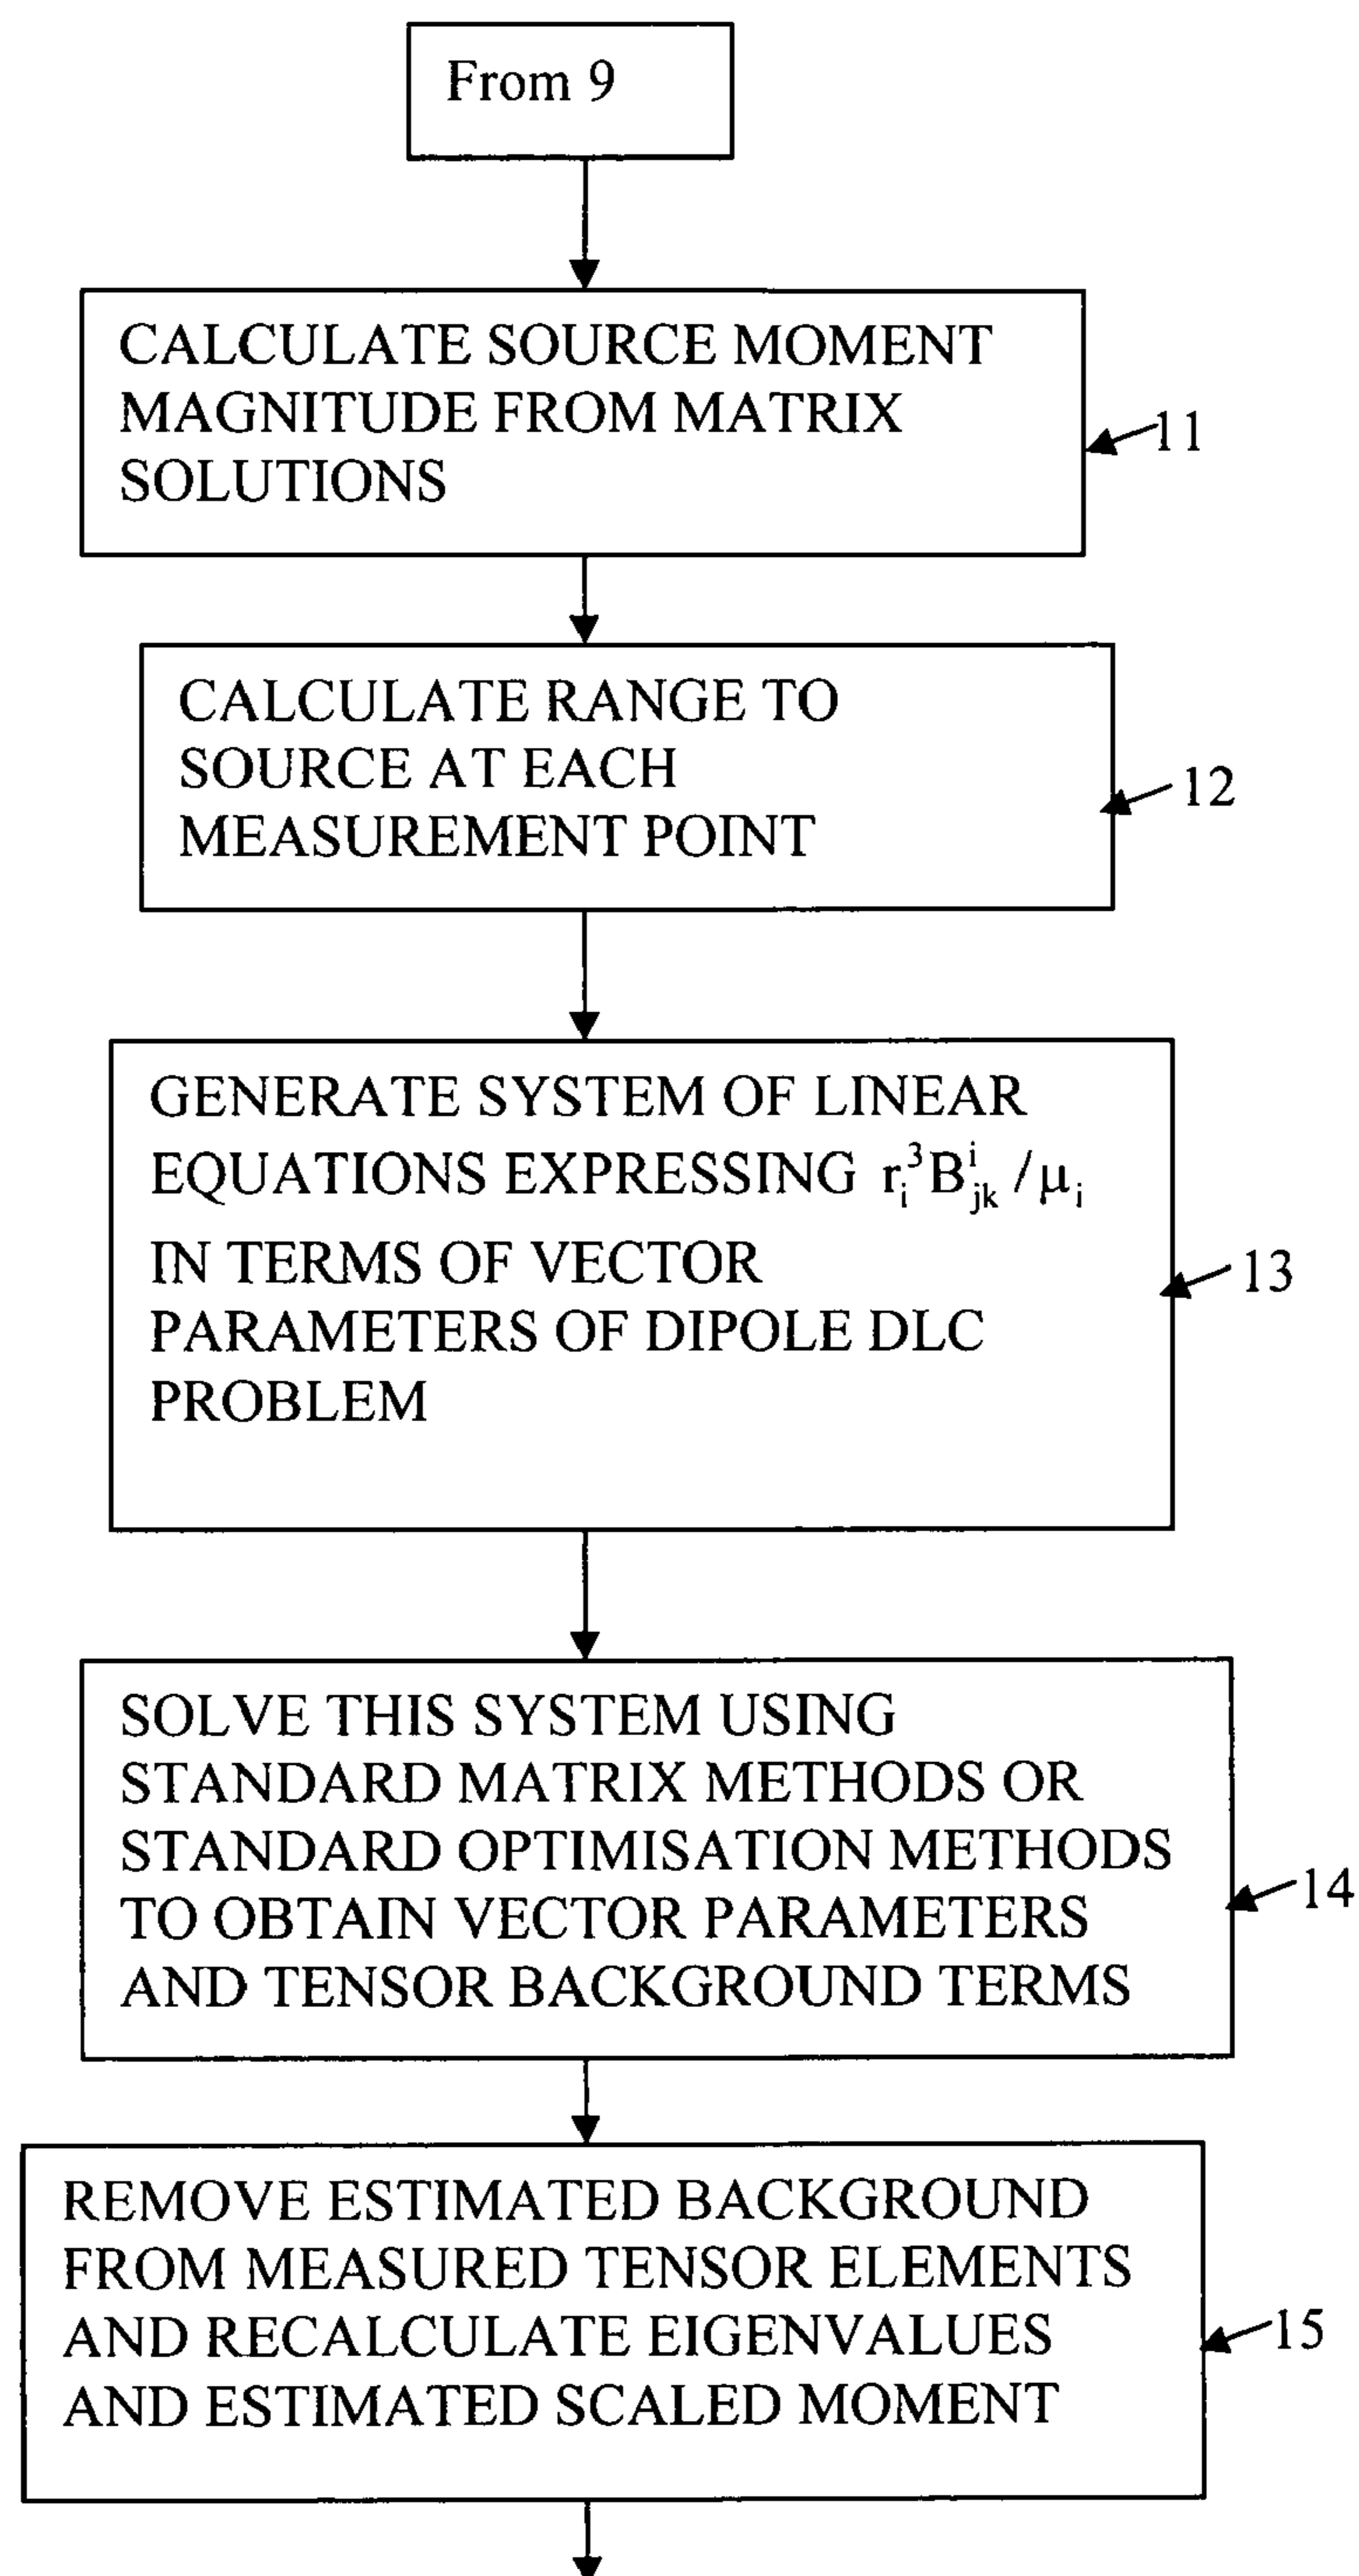 From 9
CALCULATE SOURCE MOMENT
MAGNITUDE FROM MATRIX
SOLUTIONS
11
CALCULATE RANGE TO
SOURCE AT EACH
MEASUREMENT POINT
12
GENERATE SYSTEM OF LINEAR
EQUATIONS EXPRESSING r_i^3 B_jk^i / μ_i
IN TERMS OF VECTOR
PARAMETERS OF DIPOLE DLC
PROBLEM
13
SOLVE THIS SYSTEM USING
STANDARD MATRIX METHODS OR
STANDARD OPTIMISATION METHODS
TO OBTAIN VECTOR PARAMETERS
AND TENSOR BACKGROUND TERMS
14
REMOVE ESTIMATED BACKGROUND
FROM MEASURED TENSOR ELEMENTS
AND RECALCULATE EIGENVALUES
AND ESTIMATED SCALED MOMENT
15